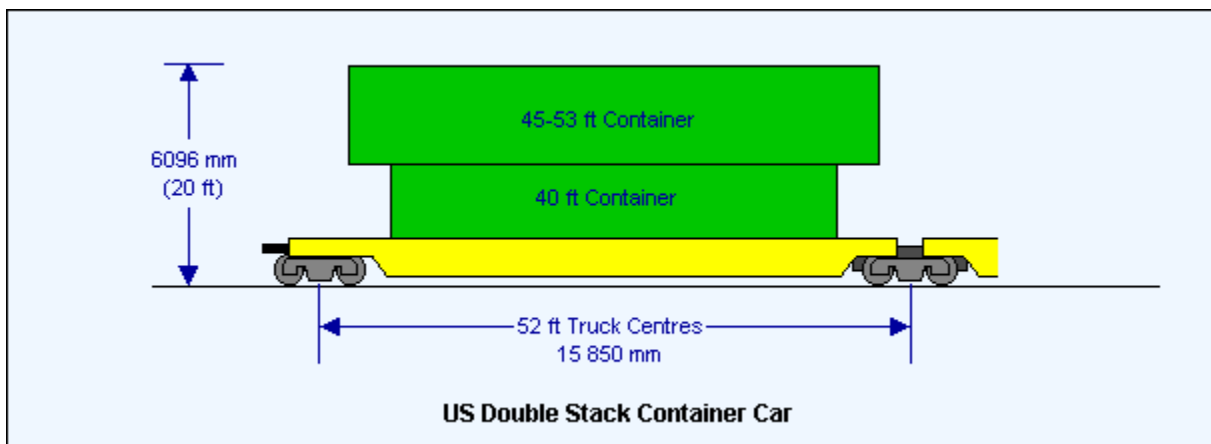 45-53 ft Container
6096 mm
(20 ft)
40 ft Container
52 ft Truck Centres
15 850 mm
US Double Stack Container Car